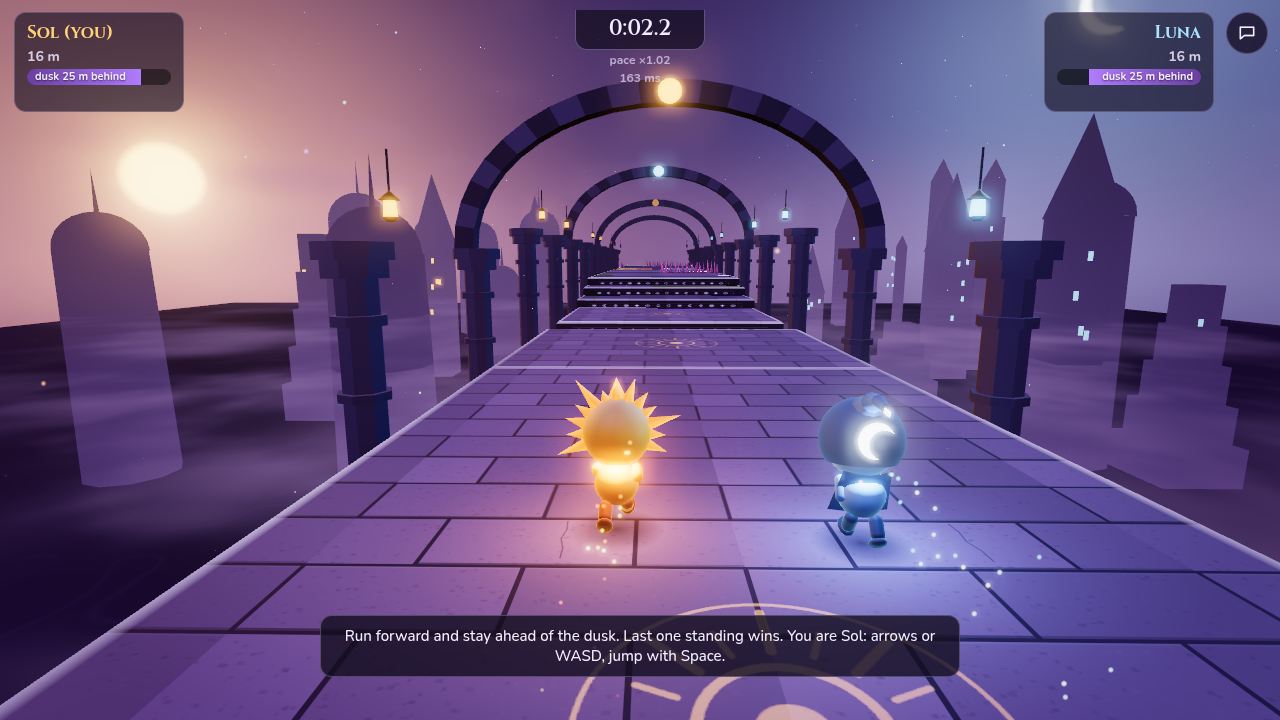 SOL (YOU)
16 m
dusk 25 m behind
0:02.2
pace ×1.02
163 ms
LUNA
16 m
dusk 25 m behind
Run forward and stay ahead of the dusk. Last one standing wins. You are Sol: arrows or
WASD, jump with Space.